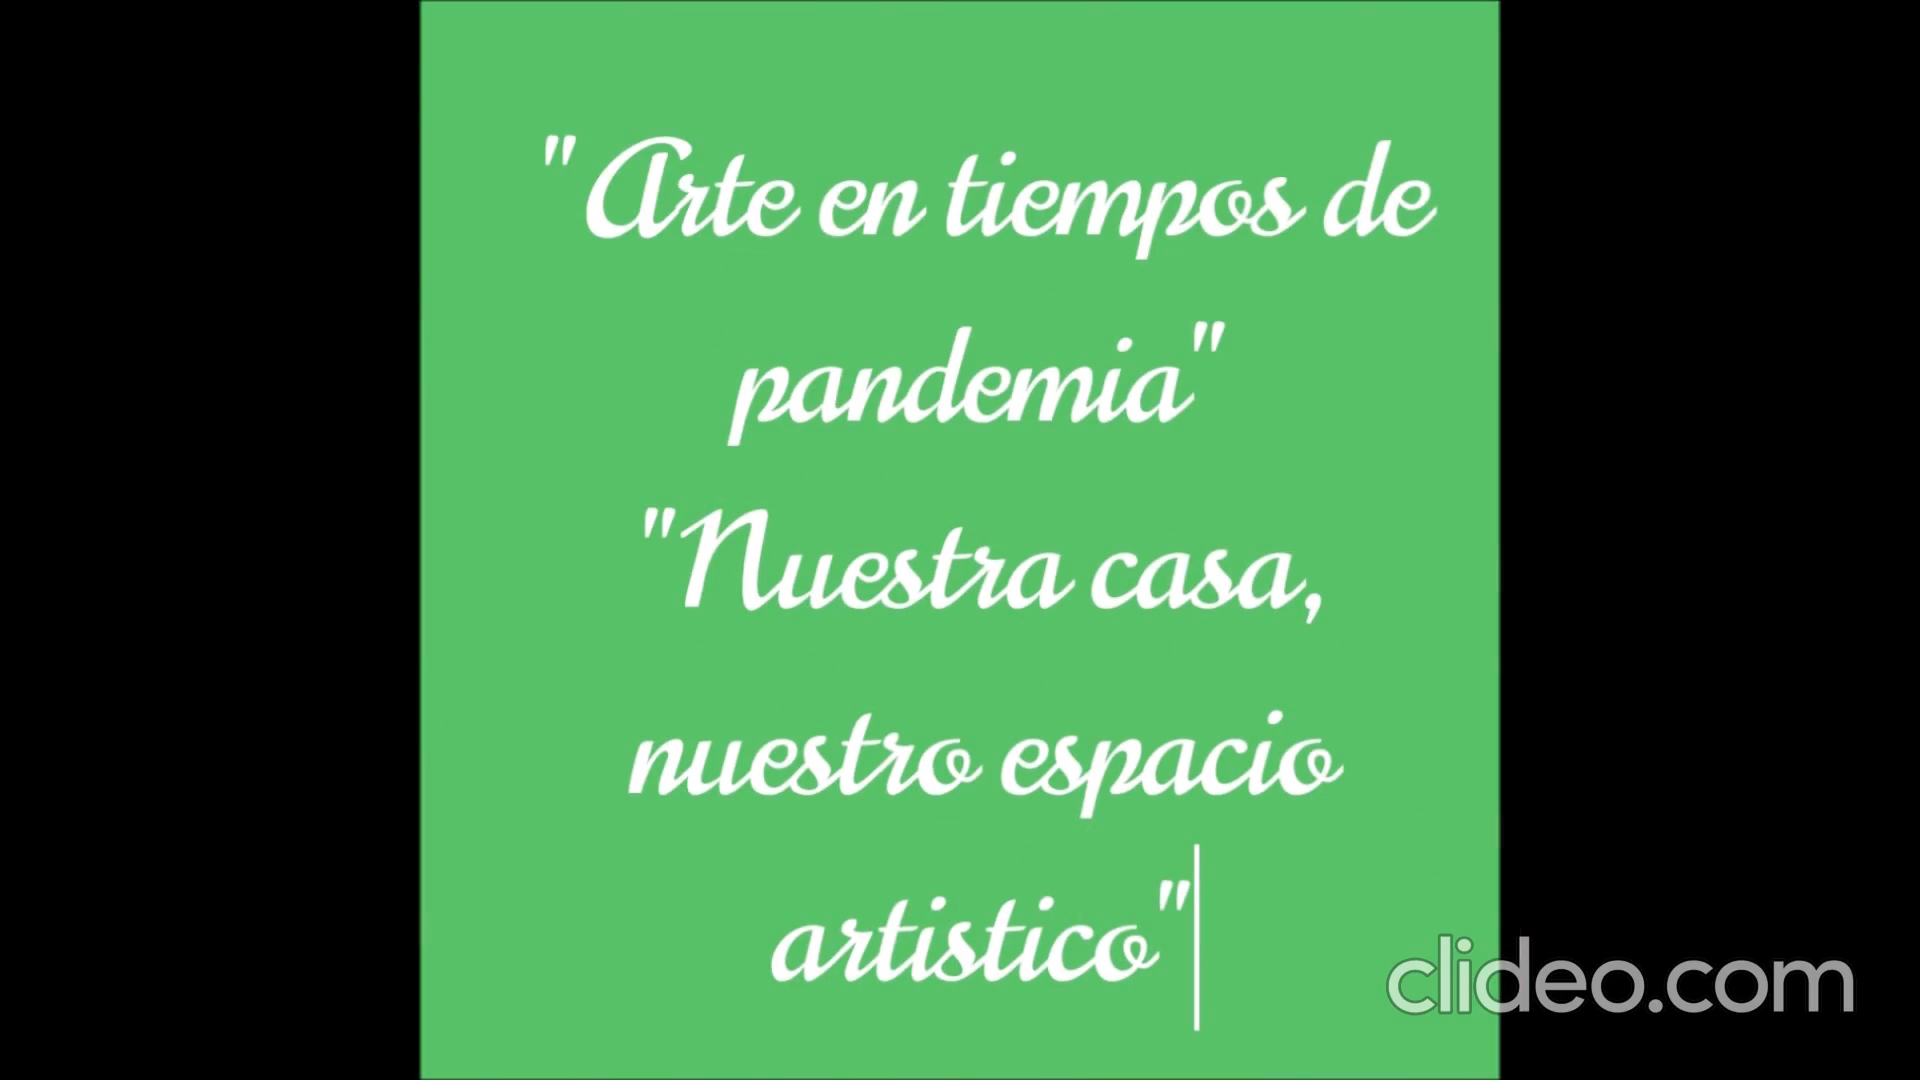 "Arte en tiempos de
pandemia"
"Nuestra casa,
nuestro espacio
artistico"
clideo.com